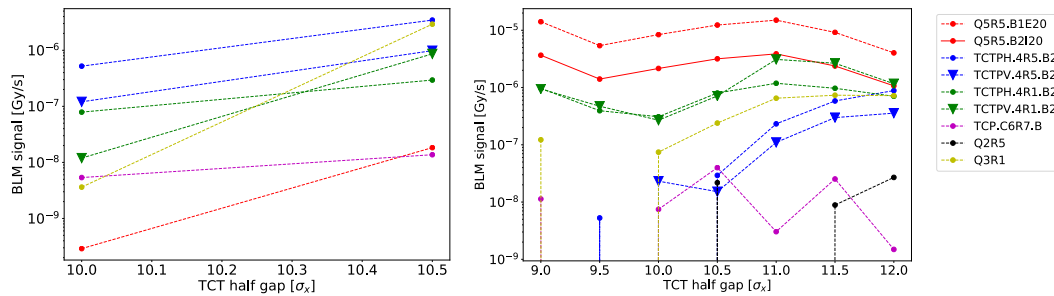 BLM signal [Gy/s]
10⁻⁶
10⁻⁷
10⁻⁸
10⁻⁹
10.0 10.1 10.2 10.3 10.4 10.5
TCT half gap [σₓ]
BLM signal [Gy/s]
10⁻⁵
10⁻⁶
10⁻⁷
10⁻⁸
10⁻⁹
9.0 9.5 10.0 10.5 11.0 11.5 12.0
TCT half gap [σₓ]
Q5R5.B1E20
Q5R5.B2I20
TCTPH.4R5.B2
TCTPV.4R5.B2
TCTPH.4R1.B2
TCTPV.4R1.B2
TCP.C6R7.B
Q2R5
Q3R1